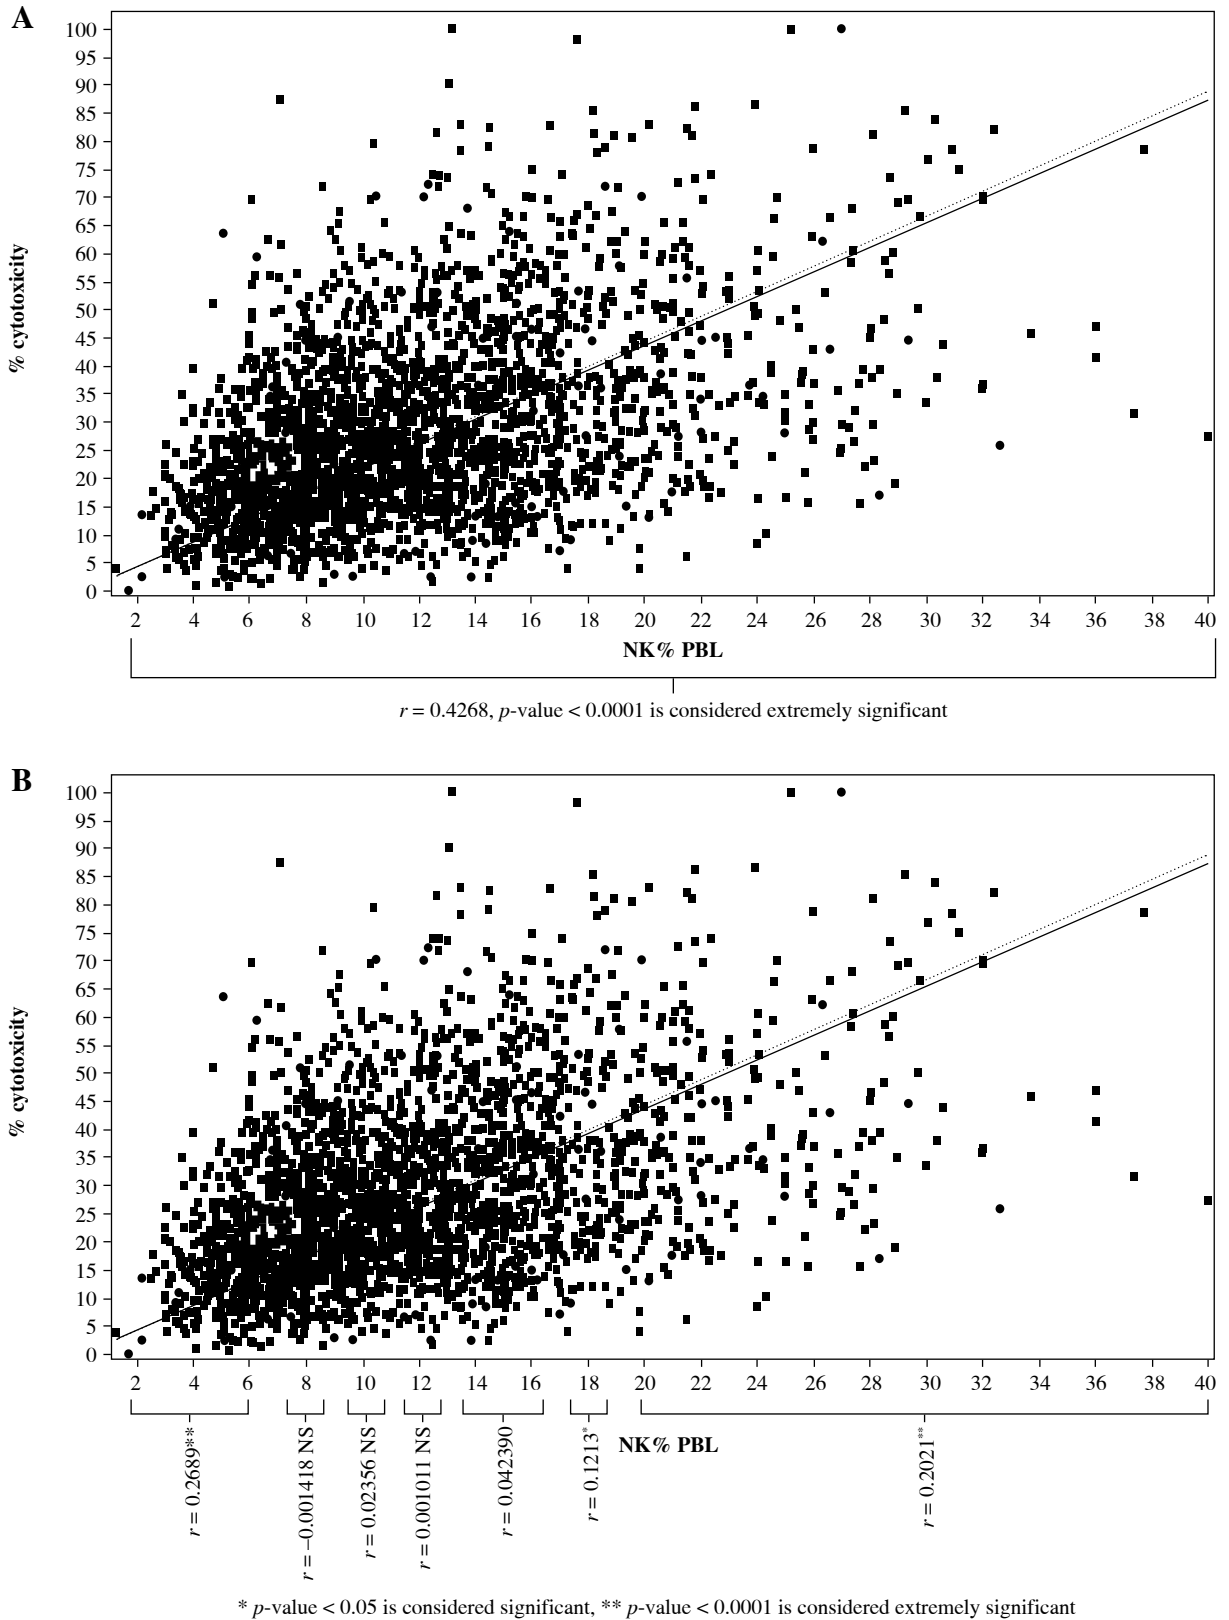 A
100
95
90
85
80
75
70
65
60
55
50
45
40
35
30
25
20
15
10
5
0
% cytotoxicity
2 4 6 8 10 12 14 16 18 20 22 24 26 28 30 32 34 36 38 40
NK% PBL
r = 0.4268, p-value < 0.0001 is considered extremely significant
B
100
95
90
85
80
75
70
65
60
55
50
45
40
35
30
25
20
15
10
5
0
% cytotoxicity
2 4 6 8 10 12 14 16 18 20 22 24 26 28 30 32 34 36 38 40
r = 0.2689**
r = −0.001418 NS
r = 0.02356 NS
r = 0.001011 NS
r = 0.042390
r = 0.1213*
NK% PBL
r = 0.2021**
* p-value < 0.05 is considered significant, ** p-value < 0.0001 is considered extremely significant